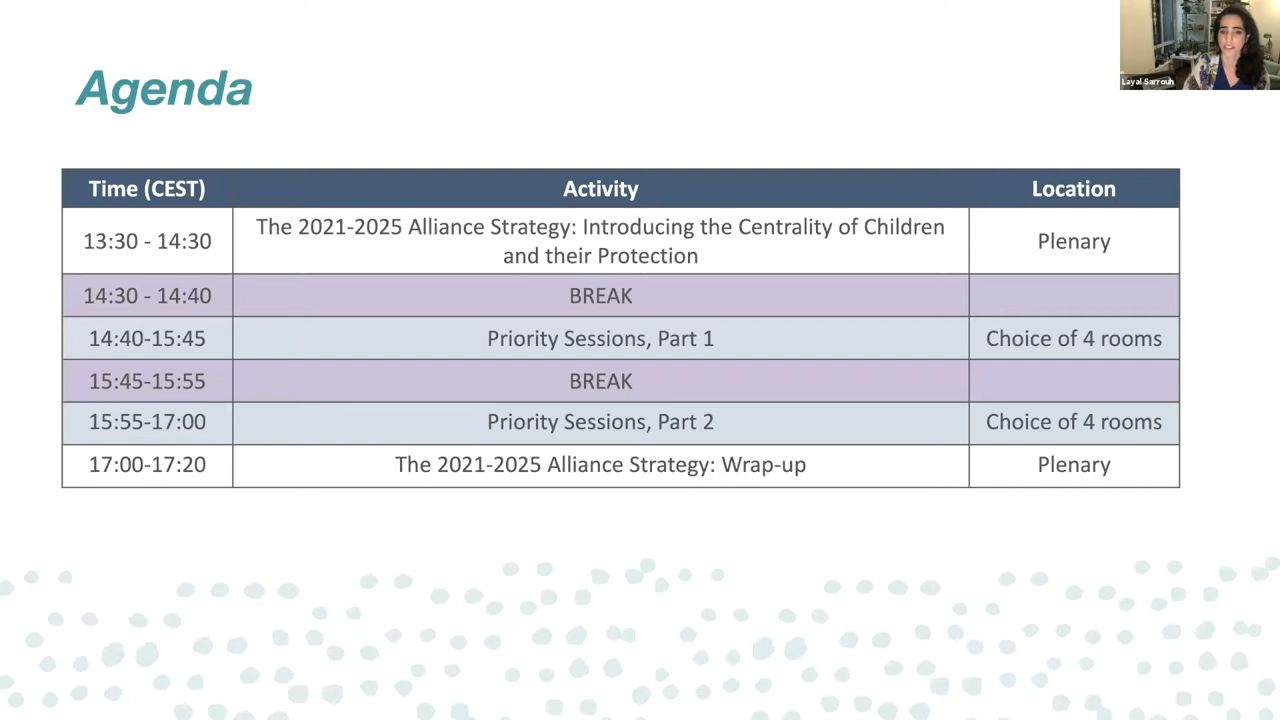 Layal Sarrouh
Agenda
Time (CEST) Activity Location
13:30 - 14:30 The 2021-2025 Alliance Strategy: Introducing the Centrality of Children and their Protection Plenary
14:30 - 14:40 BREAK
14:40-15:45 Priority Sessions, Part 1 Choice of 4 rooms
15:45-15:55 BREAK
15:55-17:00 Priority Sessions, Part 2 Choice of 4 rooms
17:00-17:20 The 2021-2025 Alliance Strategy: Wrap-up Plenary